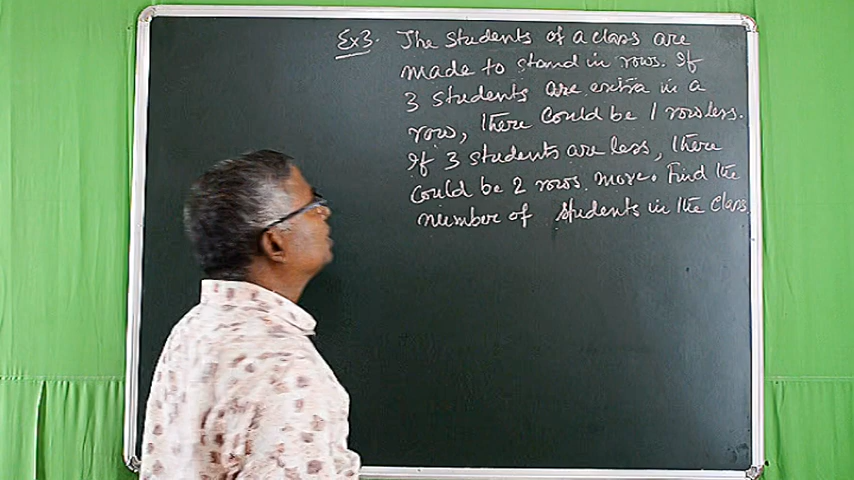 Ex3. The students of a class are
made to stand in rows. If
3 students are extra in a
row, there could be 1 row less.
If 3 students are less, there
could be 2 rows. more. Find the
number of students in the class.